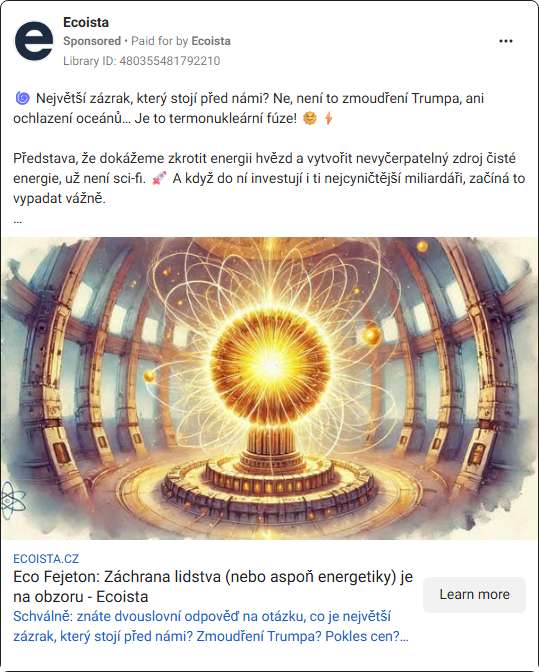 Ecoista
Sponsored • Paid for by Ecoista
Library ID: 480355481792210
🌀 Největší zázrak, který stojí před námi? Ne, není to zmoudření Trumpa, ani
ochlazení oceánů… Je to termonukleární fúze! 🌞⚡
Představa, že dokážeme zkrotit energii hvězd a vytvořit nevyčerpatelný zdroj čisté
energie, už není sci-fi. 🚀 A když do ní investují i ti nejcyničtější miliardáři, začíná to
vypadat vážně.
...
ECOISTA.CZ
Eco Fejeton: Záchrana lidstva (nebo aspoň energetiky) je
na obzoru - Ecoista
Learn more
Schválně: znáte dvouslovní odpověď na otázku, co je největší
zázrak, který stojí před námi? Zmoudření Trumpa? Pokles cen?...